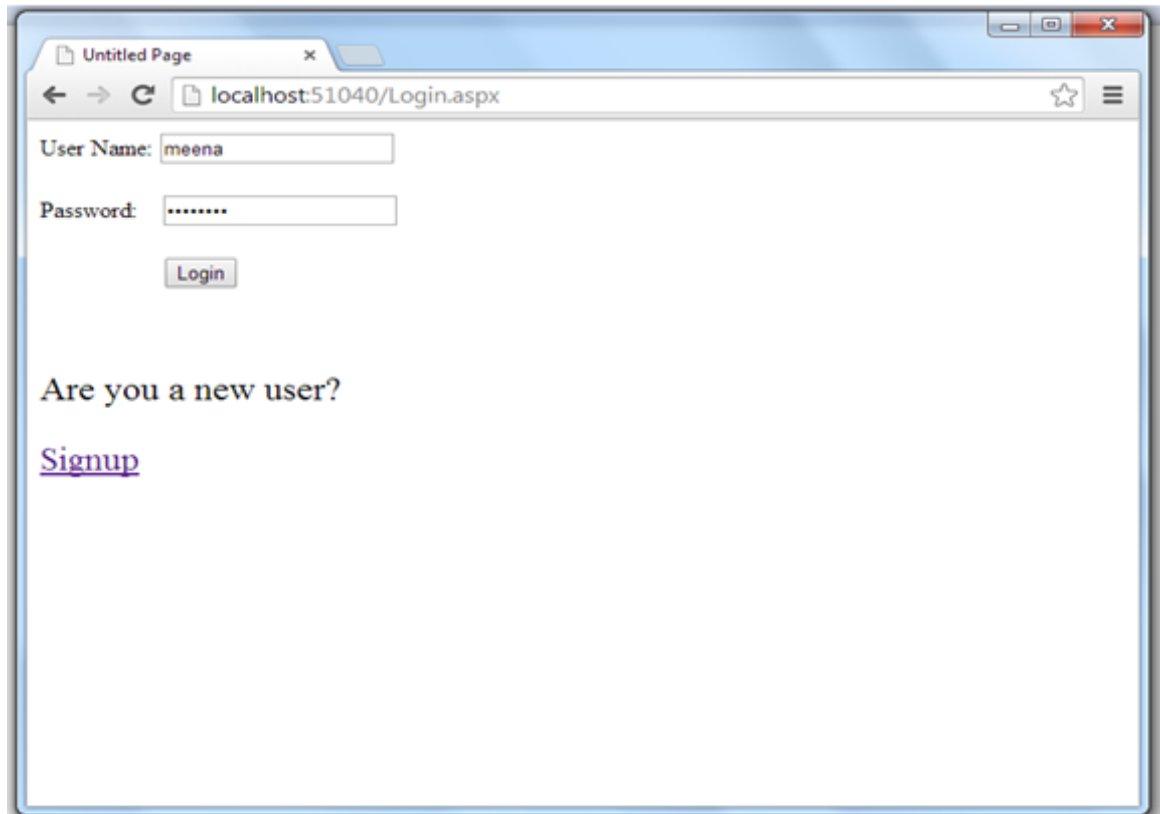 Untitled Page
localhost:51040/Login.aspx
User Name: meena
Password: ••••••••
Login
Are you a new user?
Signup